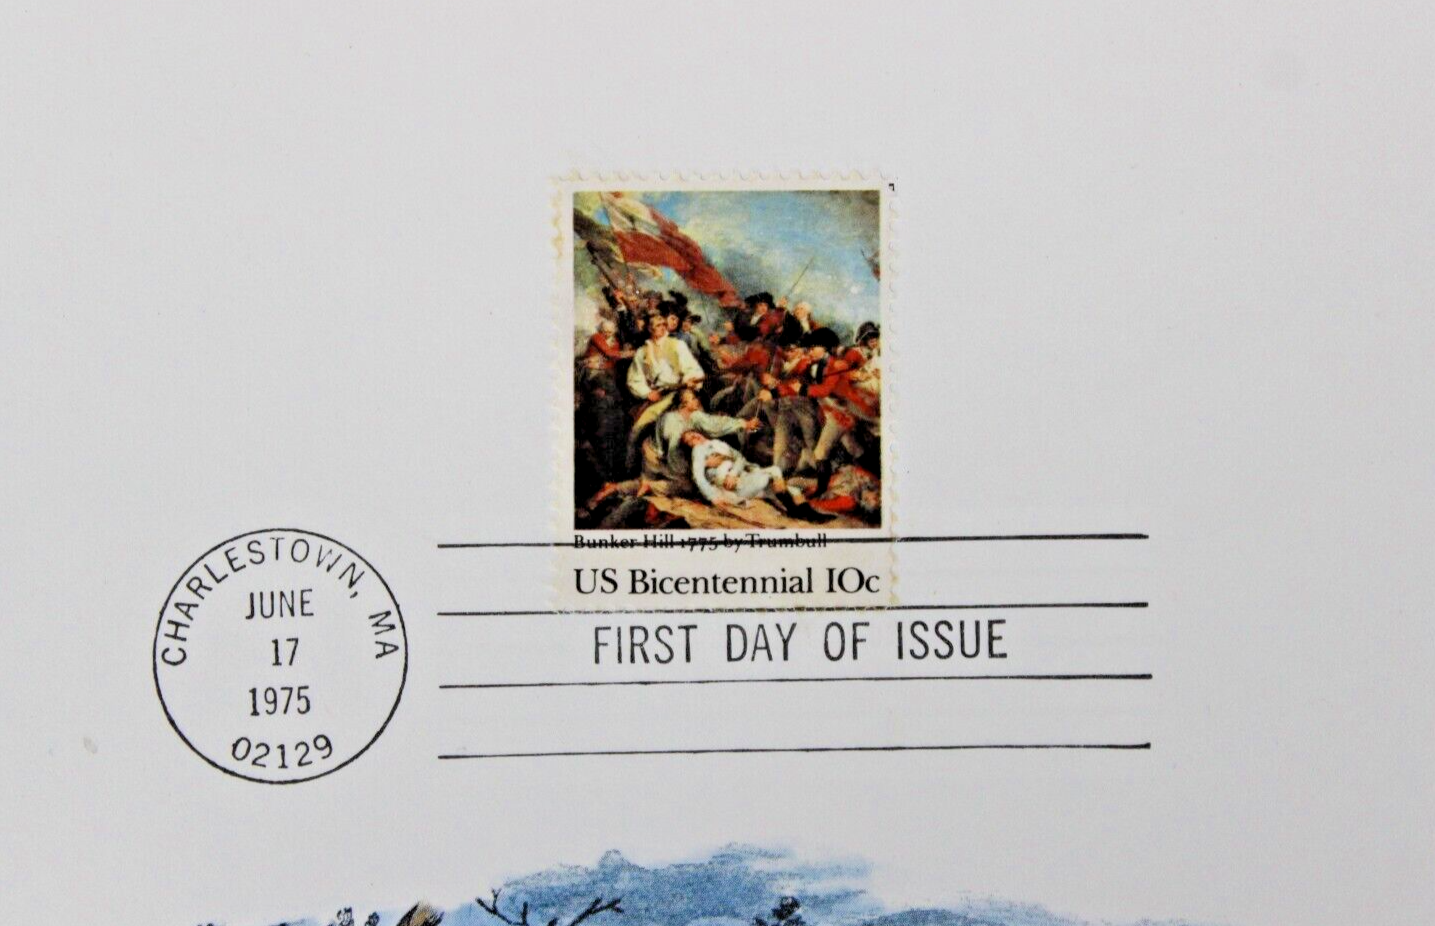 Bunker Hill 1775 by Trumbull
US Bicentennial 10c
CHARLESTOWN, MA
JUNE
17
1975
02129
FIRST DAY OF ISSUE